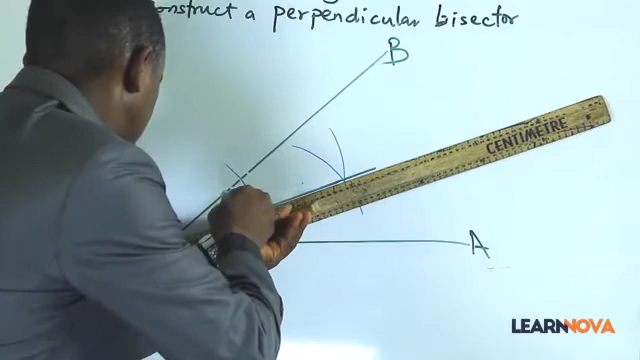 onstruct a perpendicular bisector
B
CENTIMETRE
A
LEARNNOVA